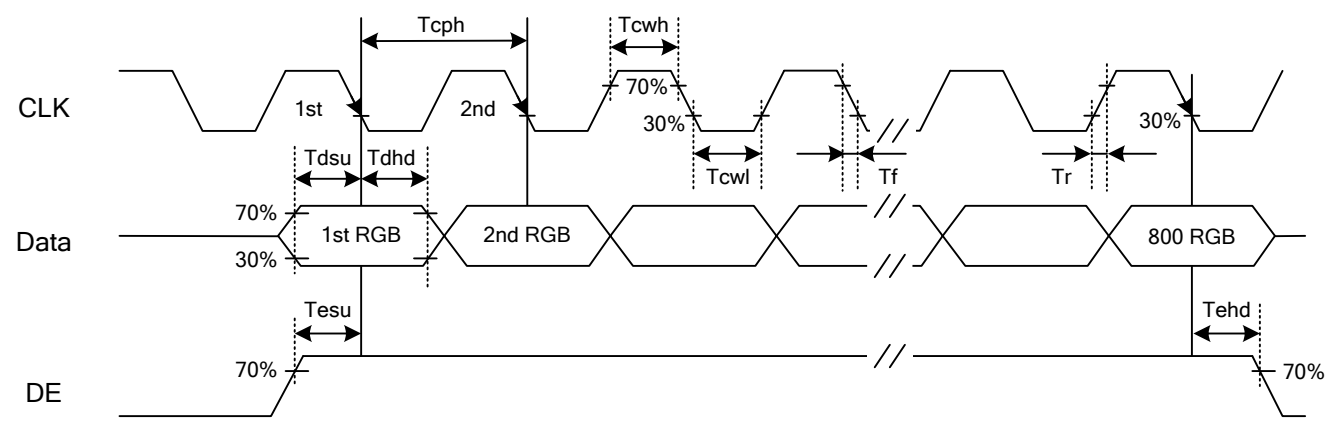 Tcph
Tcwh
CLK
1st
2nd
70%
30%
30%
Tdsu
Tdhd
Tcwl
Tf
Tr
70%
Data
1st RGB
2nd RGB
800 RGB
30%
Tesu
Tehd
70%
70%
DE